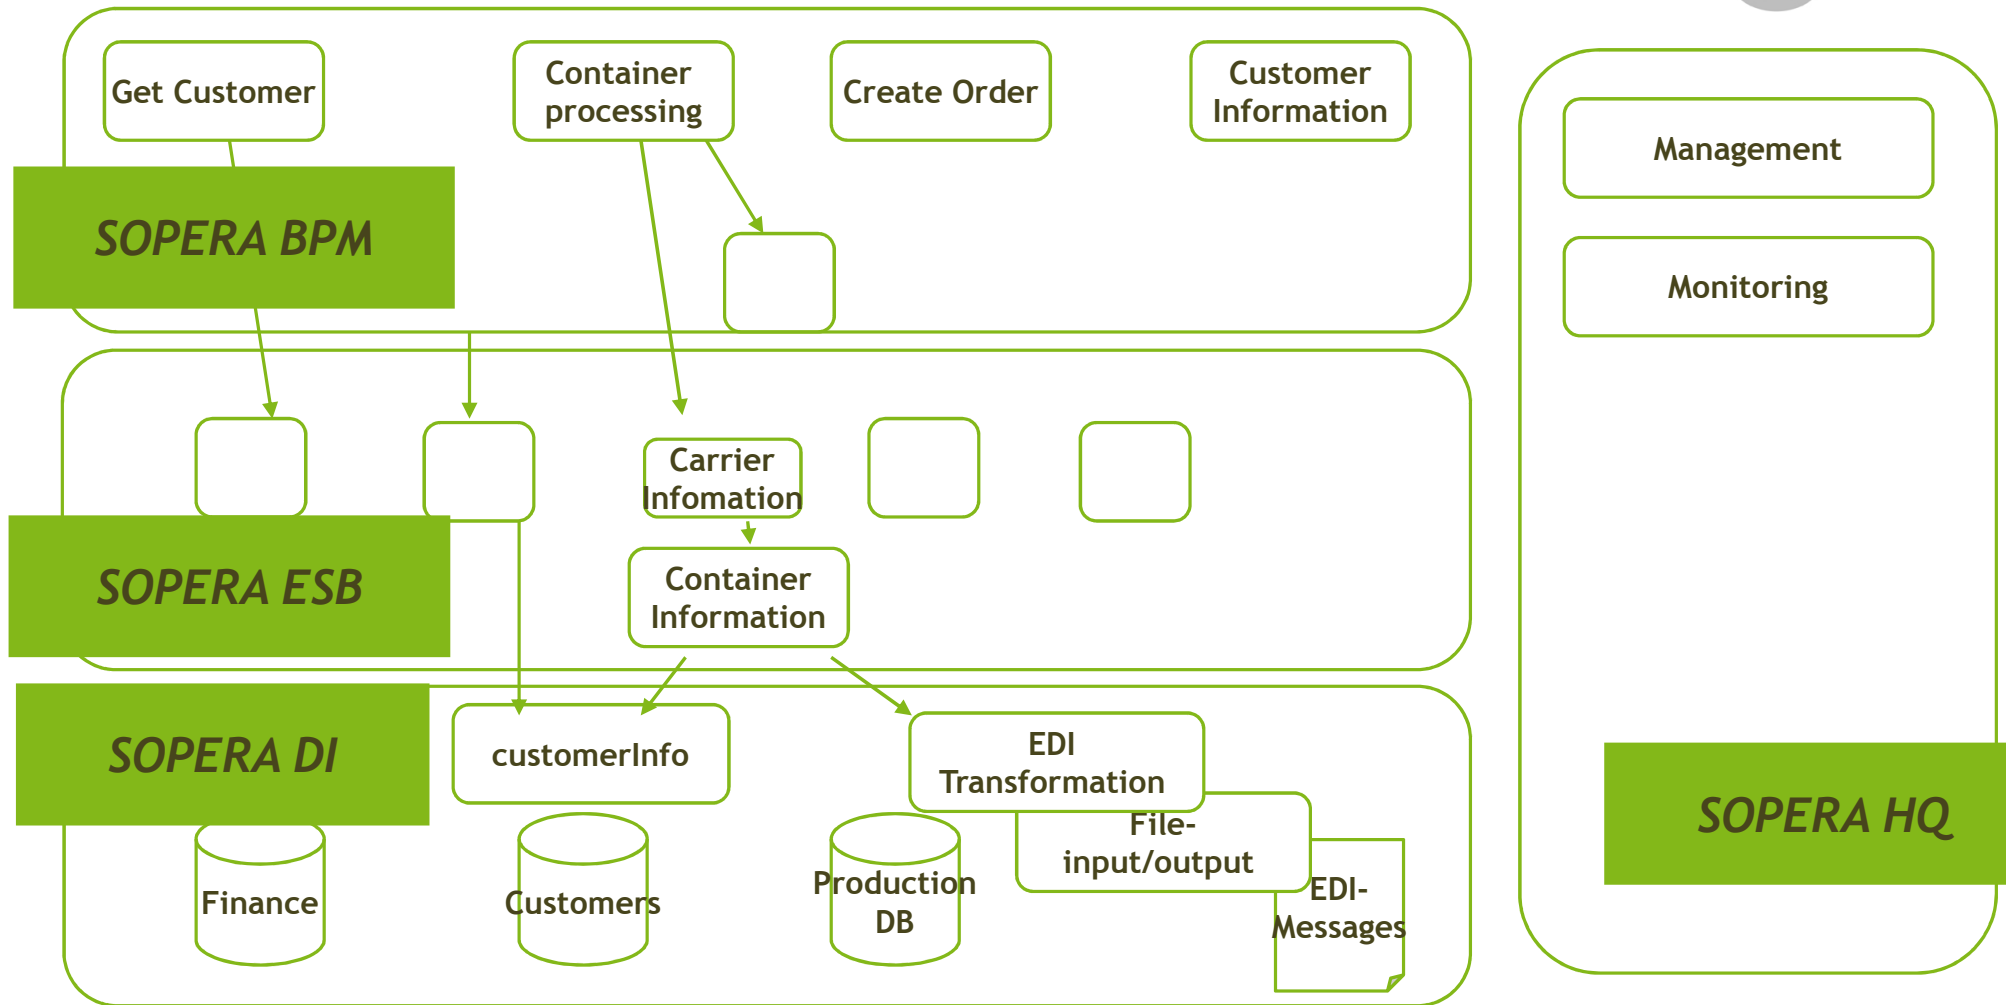 Get Customer
Container
processing
Create Order
Customer
Information
Management
Monitoring
SOPERA BPM
Carrier
Infomation
SOPERA ESB
Container
Information
SOPERA DI
customerInfo
EDI
Transformation
File-
input/output
SOPERA HQ
Finance
Customers
Production
DB
EDI-
Messages